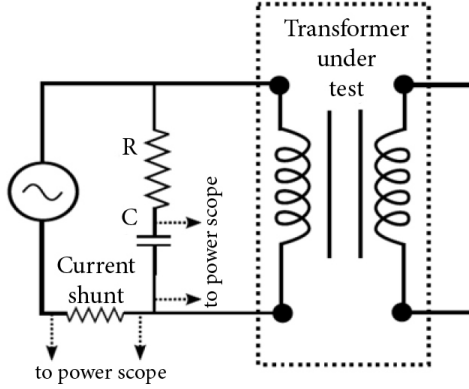 Transformer
under
test
R
C
to power scope
Current
shunt
to power scope